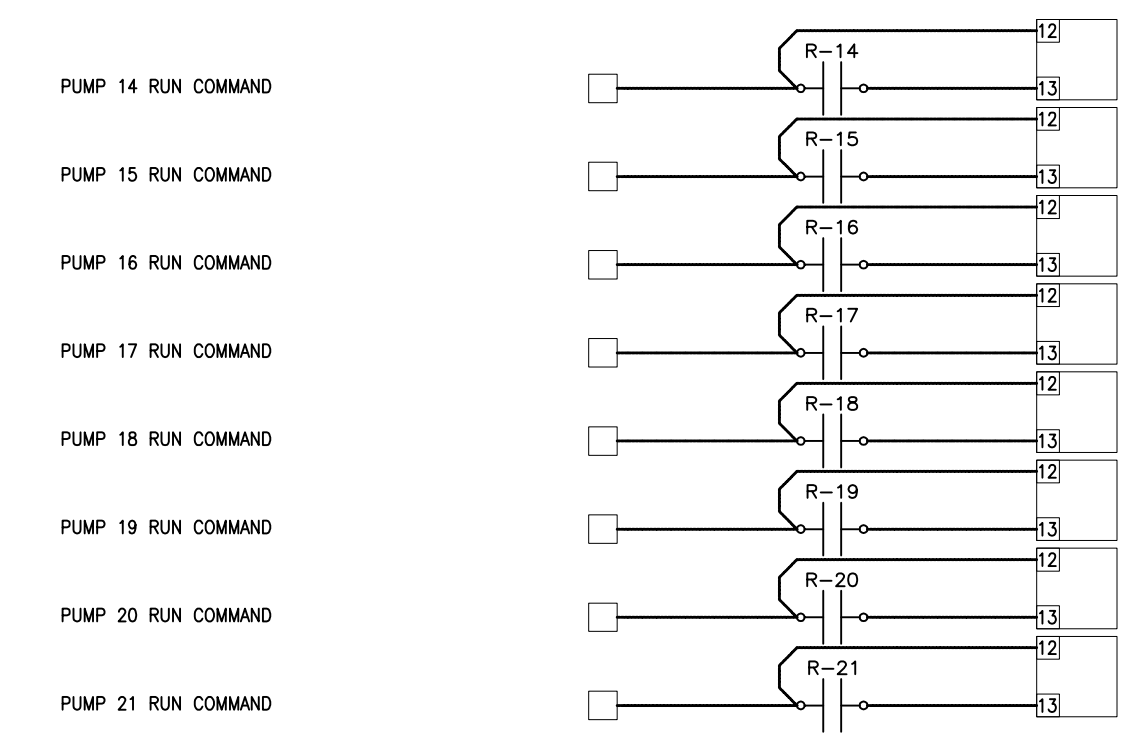 12
R-14
PUMP 14 RUN COMMAND
13
12
R-15
PUMP 15 RUN COMMAND
13
12
R-16
PUMP 16 RUN COMMAND
13
12
R-17
PUMP 17 RUN COMMAND
13
12
R-18
PUMP 18 RUN COMMAND
13
12
R-19
PUMP 19 RUN COMMAND
13
12
R-20
PUMP 20 RUN COMMAND
13
12
R-21
PUMP 21 RUN COMMAND
13